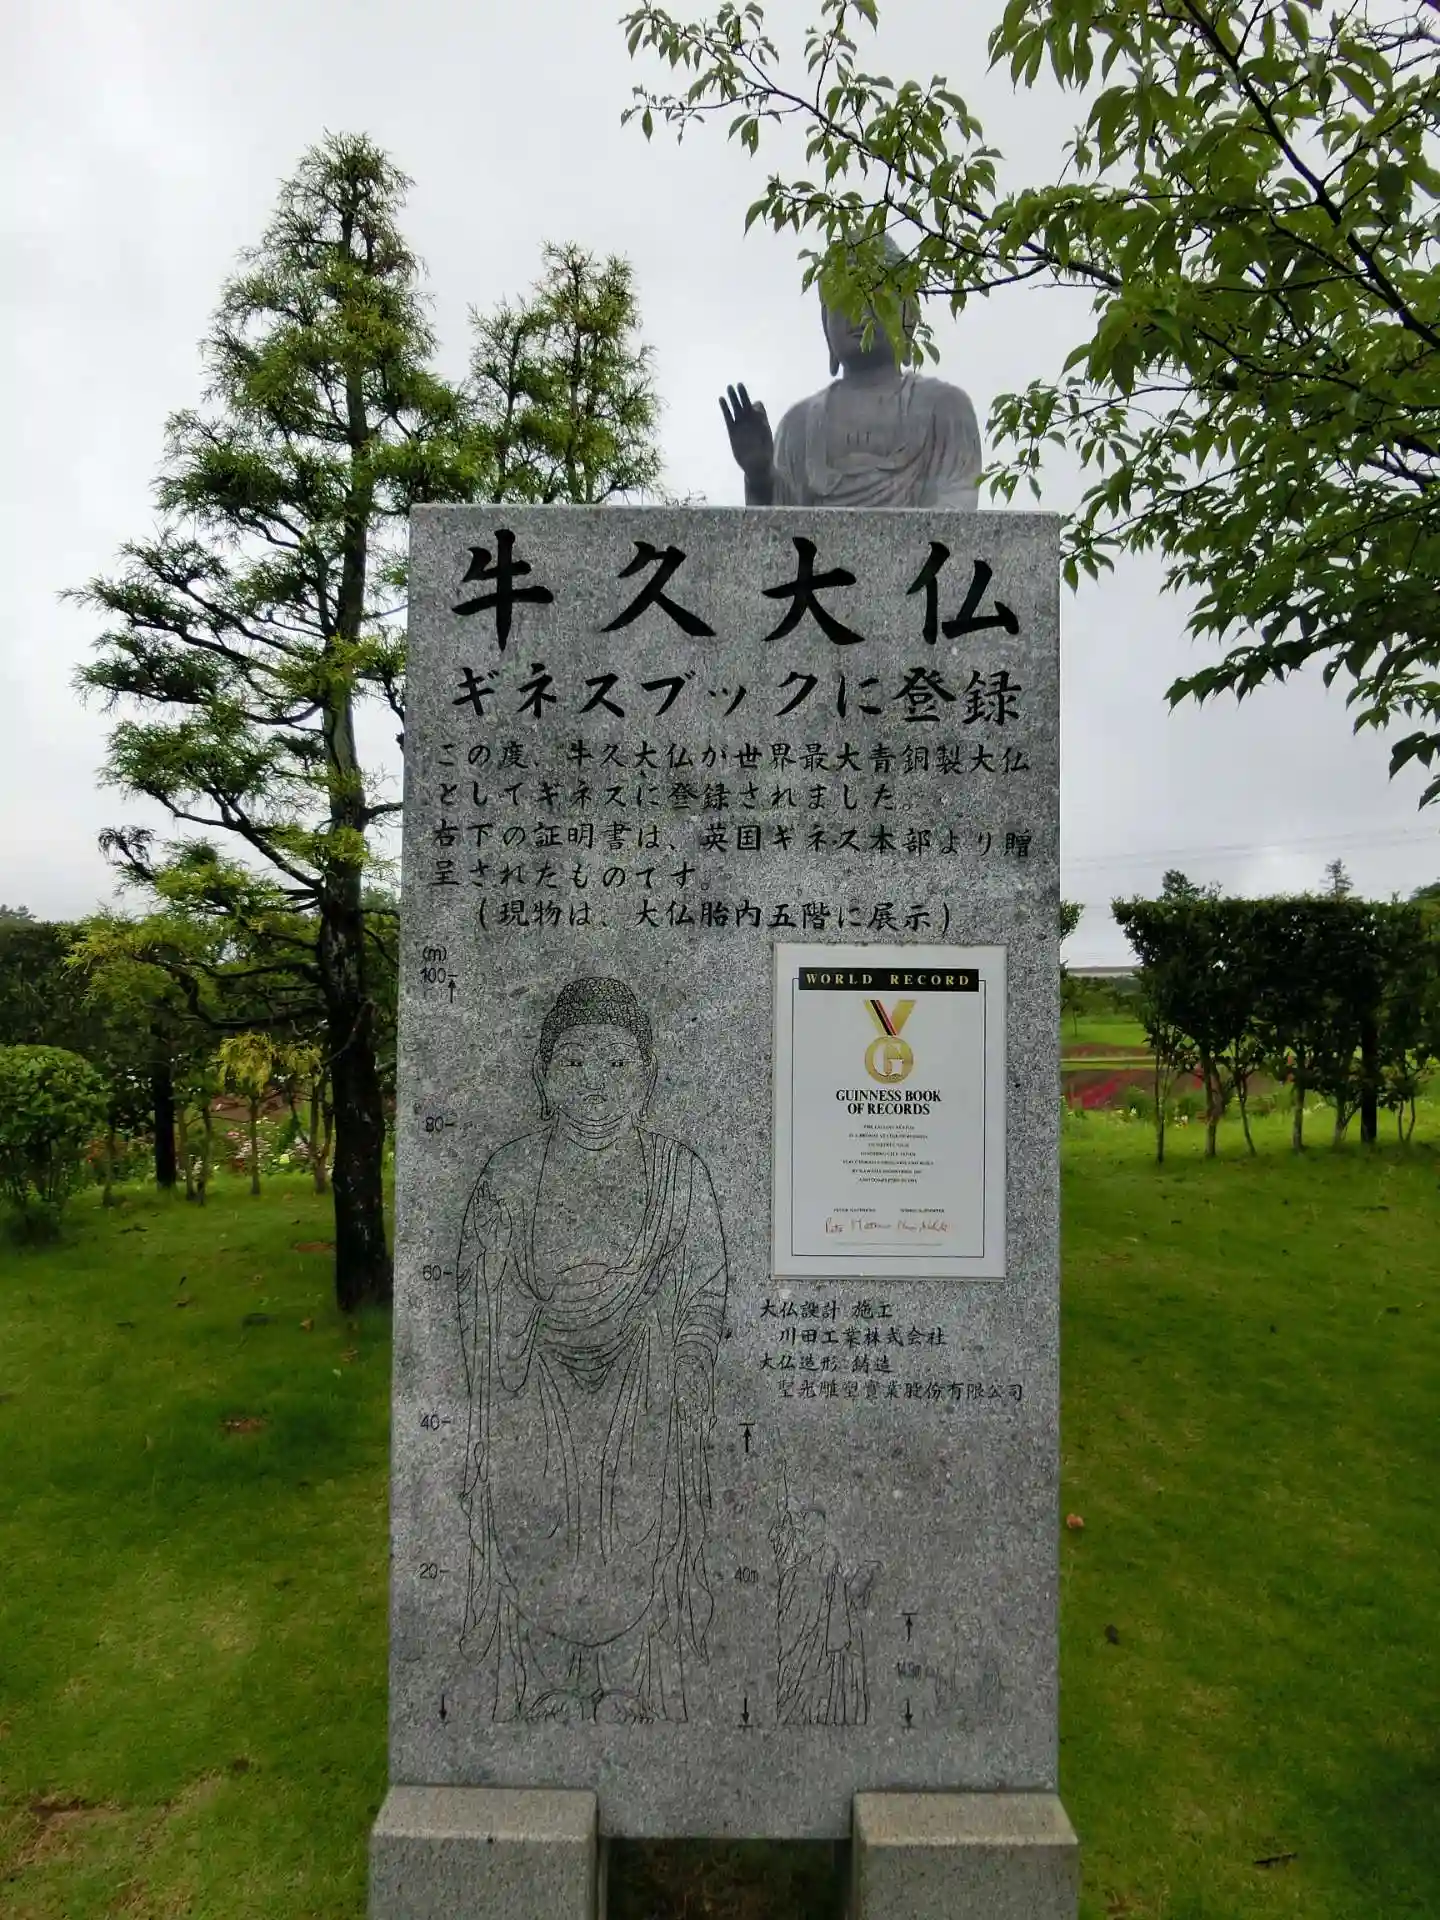 牛久大仏
ギネスブックに登録
この度、牛久大仏が世界最大青銅製大仏
としてギネスに登録されました。
右下の証明書は、英国ギネス本部より贈
呈されたものです。
(現物は、大仏胎内五階に展示)
(m)
100
80
60
40
20
WORLD RECORD
G
GUINNESS BOOK
OF RECORDS
大仏設計 施工
川田工業株式会社
大仏造形 鋳造
聖光雕塑實業股份有限公司
40m